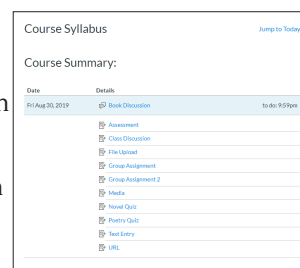 Course Syllabus Jump to Today
Course Summary:
Date Details
Fri Aug 30, 2019 Book Discussion to do: 9:59pm
Assessment
Class Discussion
File Upload
Group Assignment
Group Assignment 2
Media
Novel Quiz
Poetry Quiz
Text Entry
URL